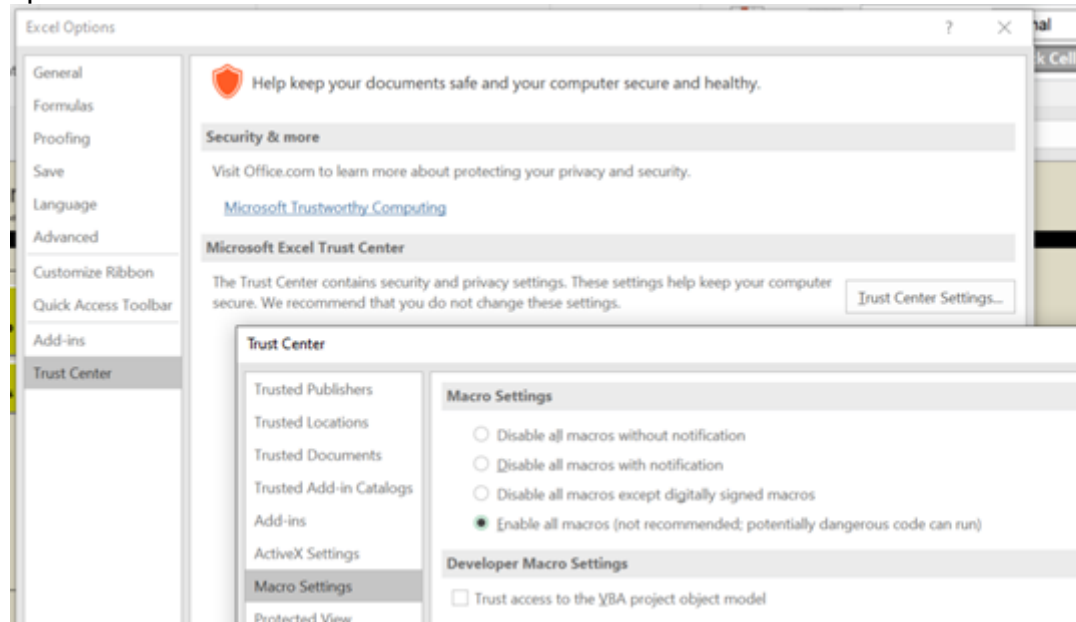 Excel Options
?
General
Formulas
Proofing
Save
Language
Advanced
Customize Ribbon
Quick Access Toolbar
Add-ins
Trust Center
Help keep your documents safe and your computer secure and healthy.
Security & more
Visit Office.com to learn more about protecting your privacy and security.
Microsoft Trustworthy Computing
Microsoft Excel Trust Center
The Trust Center contains security and privacy settings. These settings help keep your computer
secure. We recommend that you do not change these settings.
Trust Center Settings...
Trust Center
Trusted Publishers
Trusted Locations
Trusted Documents
Trusted Add-in Catalogs
Add-ins
ActiveX Settings
Macro Settings
Protected View
Macro Settings
Disable all macros without notification
Disable all macros with notification
Disable all macros except digitally signed macros
Enable all macros (not recommended; potentially dangerous code can run)
Developer Macro Settings
Trust access to the VBA project object model